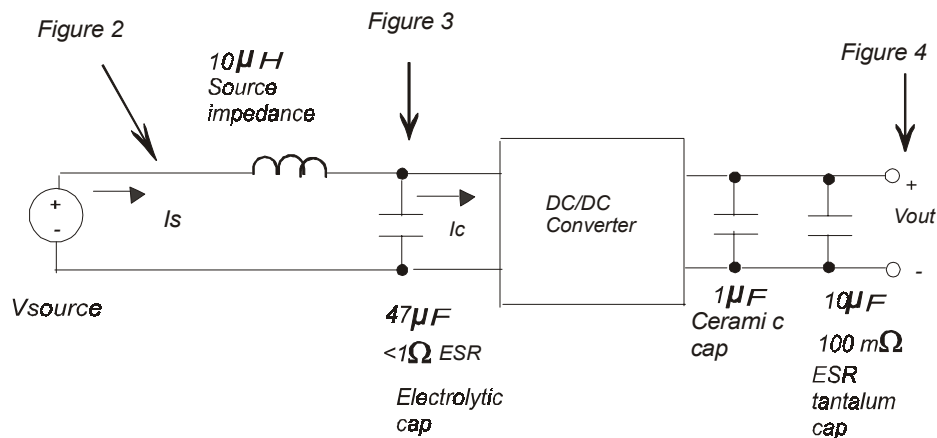 Figure 2
Figure 3
Figure 4
10µH
Source
impedance
+
-
Is
Ic
DC/DC
Converter
+
Vout
-
Vsource
47µF
<1Ω ESR
Electrolytic
cap
1µF
Cerami c
cap
10µF
100 mΩ
ESR
tantalum
cap